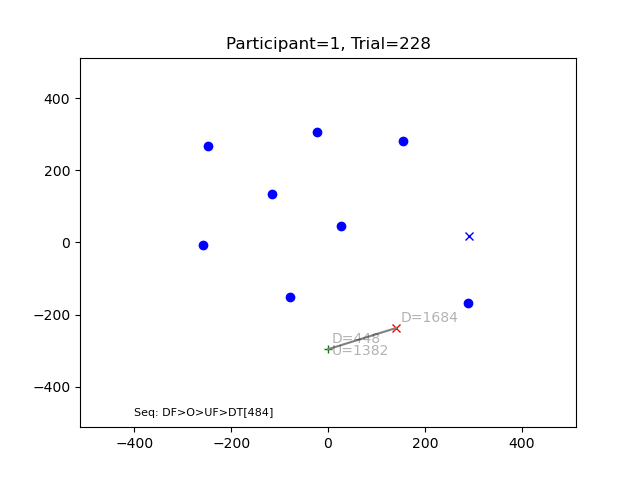 Participant=1, Trial=228
400
200
0
−200
−400
D=1684
D=448
U=1382
Seq: DF>O>UF>DT[484]
−400 −200 0 200 400